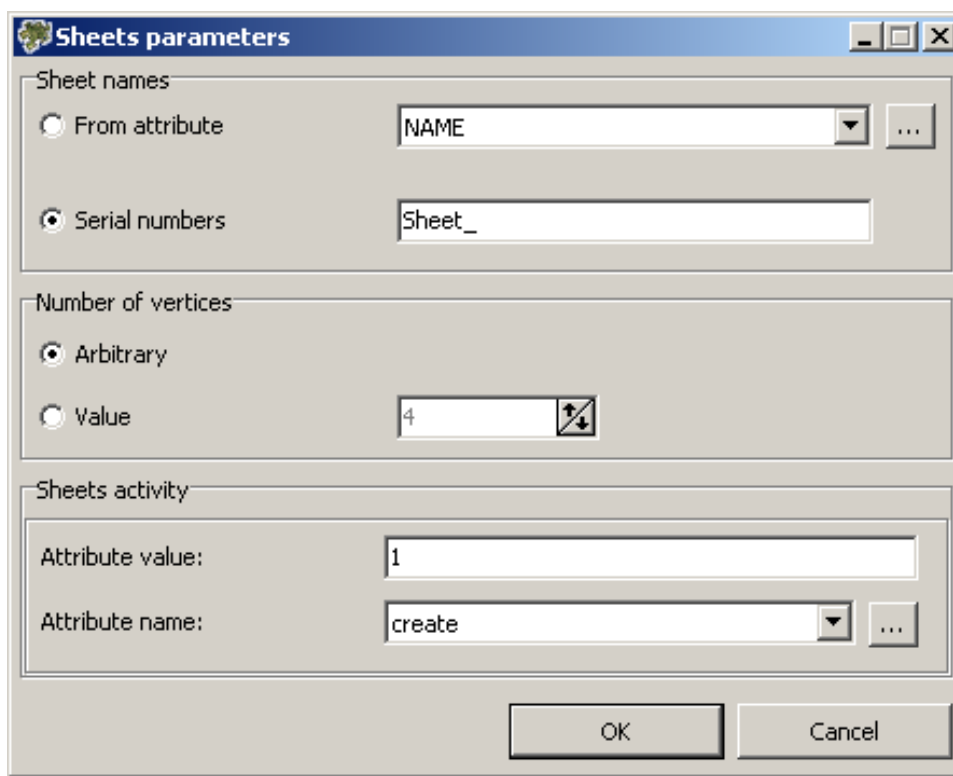 Sheets parameters
Sheet names
From attribute NAME ...
Serial numbers Sheet_
Number of vertices
Arbitrary
Value 4
Sheets activity
Attribute value: 1
Attribute name: create ...
OK Cancel